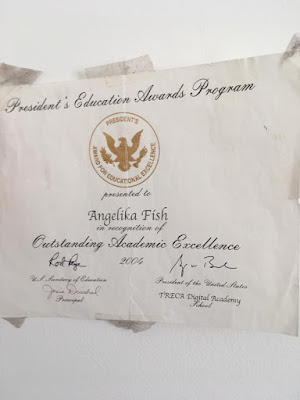 President's Education Awards Program
PRESIDENT'S
AWARD FOR EDUCATIONAL EXCELLENCE
presented to
Angelika Fish
in recognition of
Outstanding Academic Excellence
2004
U.S. Secretary of Education
President of the United States
Principal
TRECA Digital Academy
School